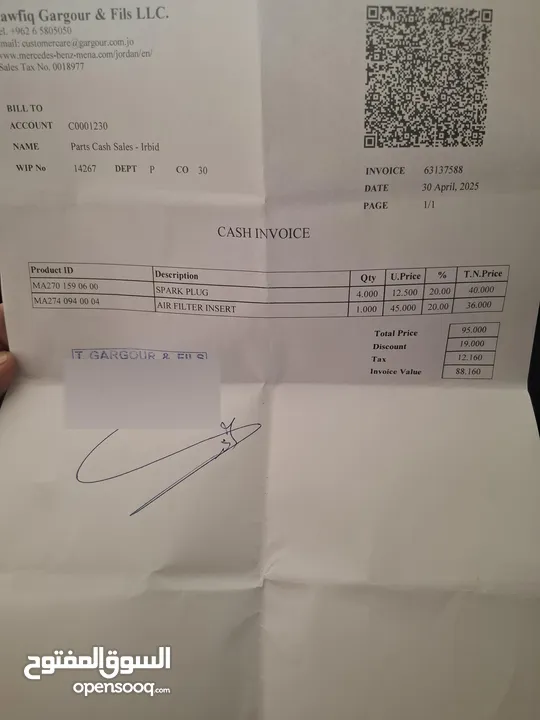 awfiq Gargour & Fils LLC.
el. +962 6 5805050
mail: customercare@gargour.com.jo
www.mercedes-benz-mena.com/jordan/en/
Sales Tax No. 0018977
BILL TO
ACCOUNT C0001230
NAME Parts Cash Sales - Irbid
WIP No 14267 DEPT P CO 30
INVOICE 63137588
DATE 30 April, 2025
PAGE 1/1
CASH INVOICE
Product ID Description Qty U.Price % T.N.Price
MA270 159 06 00 SPARK PLUG 4.000 12.500 20.00 40.000
MA274 094 00 04 AIR FILTER INSERT 1.000 45.000 20.00 36.000
Total Price 95.000
Discount 19.000
Tax 12.160
Invoice Value 88.160
T GARGOUR & FILS
السوق المفتوح
opensooq.com